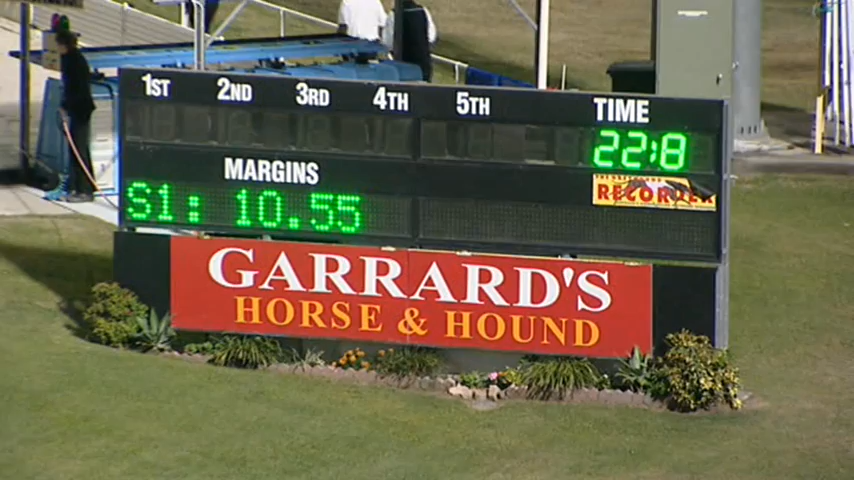 1ST 2ND 3RD 4TH 5TH TIME
22:8
MARGINS
S1: 10.55
RECORDER
GARRARD'S
HORSE & HOUND